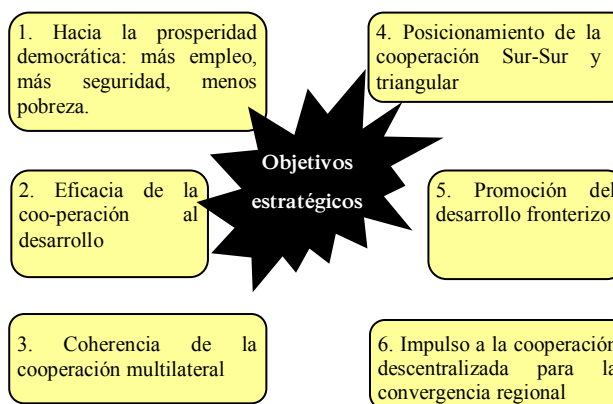 1. Hacia la prosperidad
democrática: más empleo,
más seguridad, menos
pobreza.
2. Eficacia de la
coo-peración al
desarrollo
3. Coherencia de la
cooperación multilateral
Objetivos
estratégicos
4. Posicionamiento de la
cooperación Sur-Sur y
triangular
5. Promoción del
desarrollo fronterizo
6. Impulso a la cooperación
descentralizada para la
convergencia regional